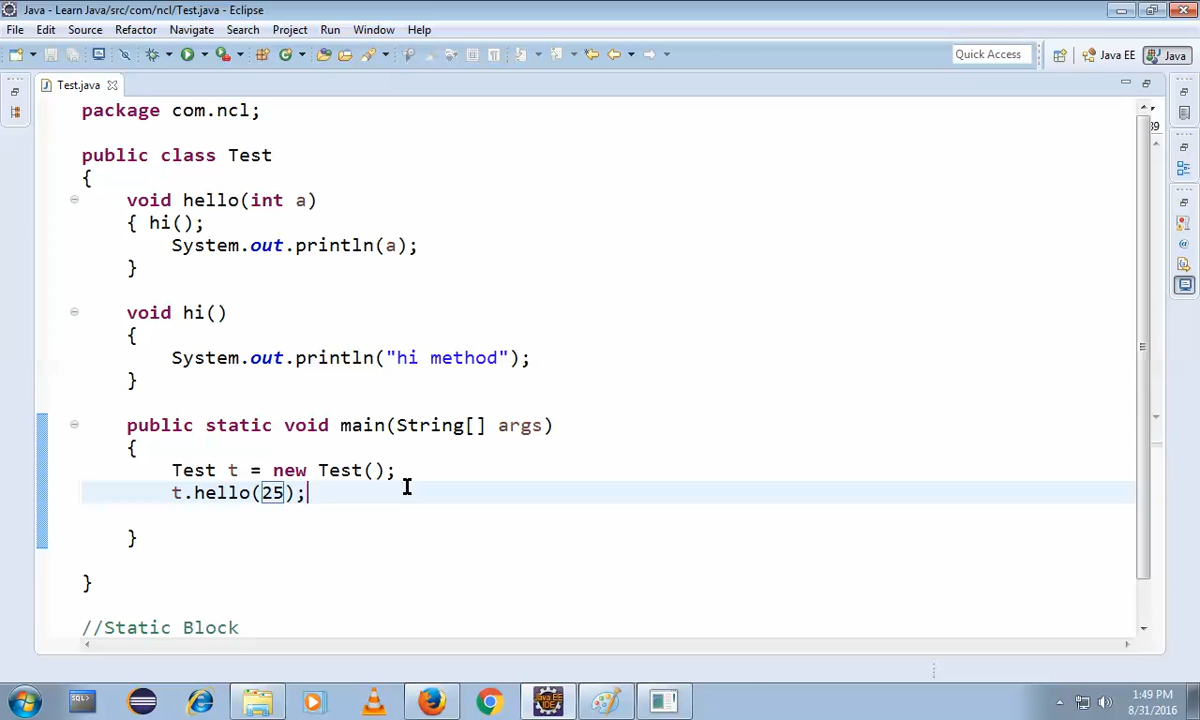 Java - Learn Java/src/com/ncl/Test.java - Eclipse
File Edit Source Refactor Navigate Search Project Run Window Help
Quick Access Java EE Java
Test.java
package com.ncl;
public class Test
{
void hello(int a)
{ hi();
System.out.println(a);
}
void hi()
{
System.out.println("hi method");
}
public static void main(String[] args)
{
Test t = new Test();
t.hello(25);
}
}
//Static Block
1:49 PM
8/31/2016